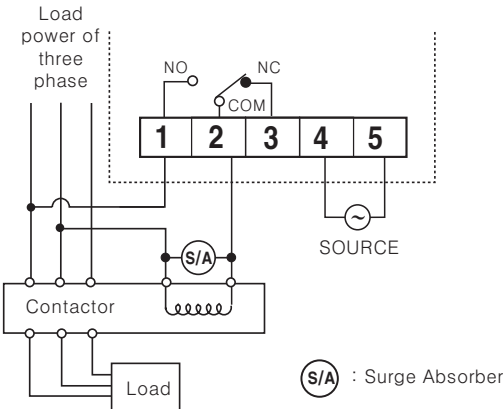 Load
power of
three
phase
NO
NC
COM
1 2 3 4 5
S/A
SOURCE
Contactor
Load
S/A : Surge Absorber